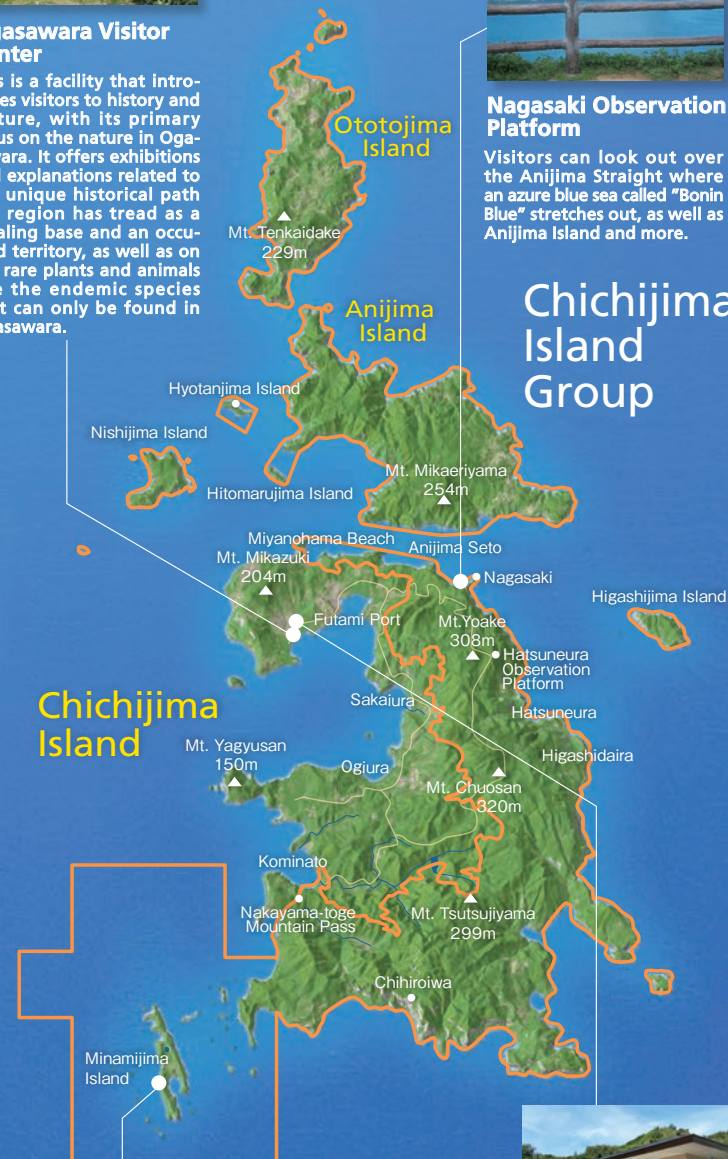 gasawara Visitor
nter
s is a facility that intro-
es visitors to history and
ture, with its primary
us on the nature in Oga-
wara. It offers exhibitions
l explanations related to
unique historical path
region has tread as a
aling base and an occu-
d territory, as well as on
rare plants and animals
e the endemic species
t can only be found in
asawara.
Nagasaki Observation
Platform
Visitors can look out over
the Anijima Straight where
an azure blue sea called "Bonin
Blue" stretches out, as well as
Anijima Island and more.
Chichijima
Island
Group
Ototojima
Island
Mt. Tenkaidake
229m
Anijima
Island
Hyotanjima Island
Nishijima Island
Mt. Mikaeriyama
254m
Hitomarujima Island
Miyanohama Beach
Anijima Seto
Mt. Mikazuki
204m
Nagasaki
Higashijima Island
Futami Port
Mt.Yoake
308m
Hatsuneura
Observation
Platform
Sakaiura
Hatsuneura
Chichijima
Island
Mt. Yagyusan
150m
Higashidaira
Ogiura
Mt. Chuosan
320m
Kominato
Nakayama-toge
Mountain Pass
Mt. Tsutsujiyama
299m
Chihiroiwa
Minamijima
Island